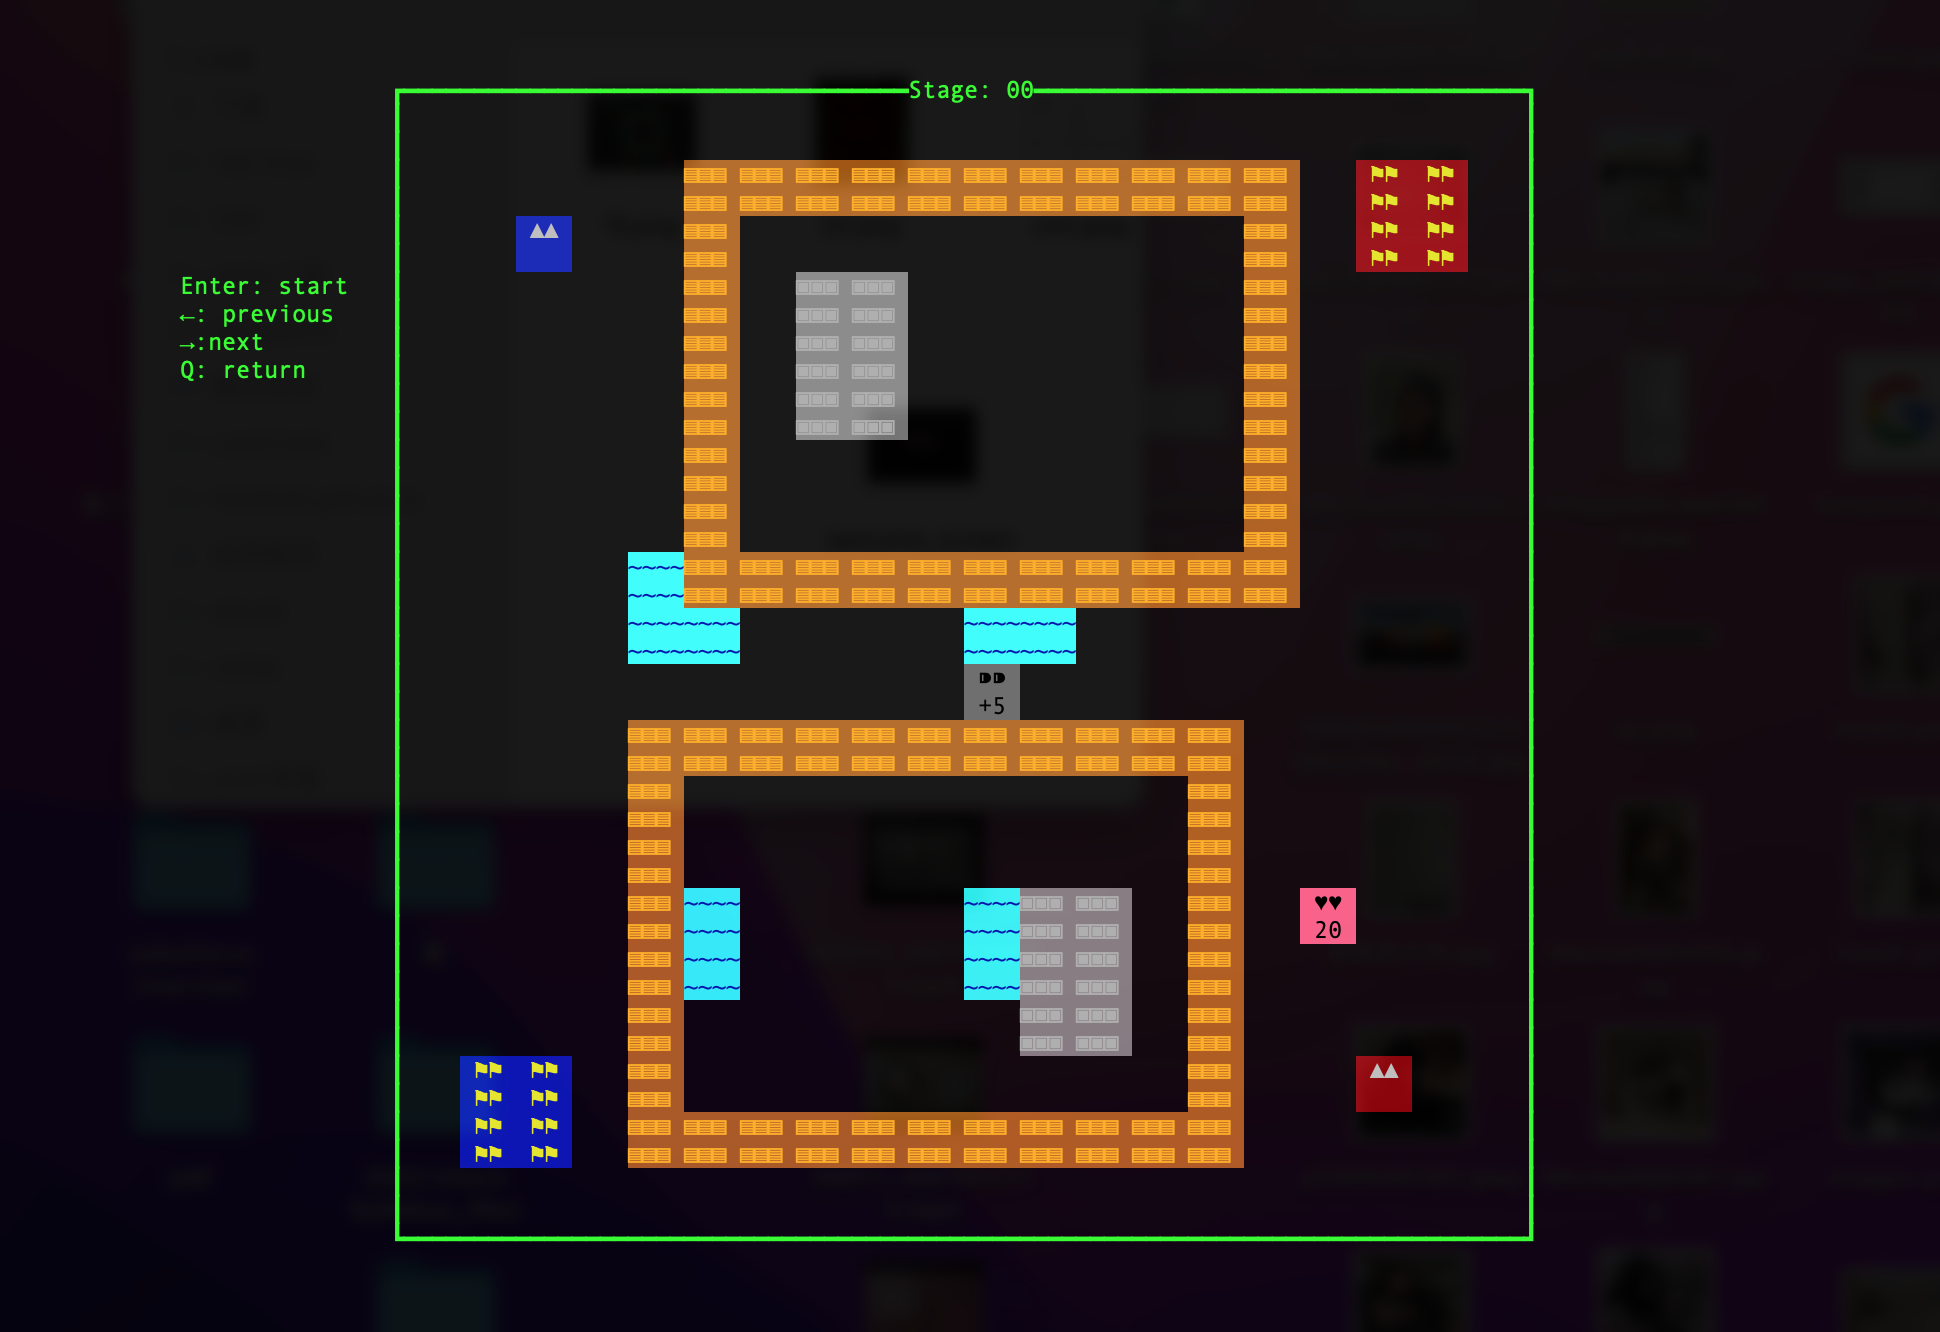 Stage: 00
Enter: start
←: previous
→:next
Q: return
+5
♥♥
20